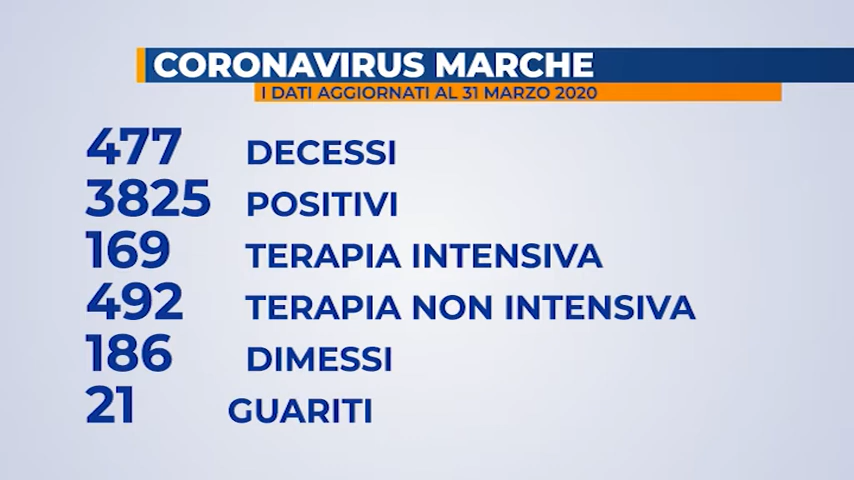 CORONAVIRUS MARCHE
I DATI AGGIORNATI AL 31 MARZO 2020
477 DECESSI
3825 POSITIVI
169 TERAPIA INTENSIVA
492 TERAPIA NON INTENSIVA
186 DIMESSI
21 GUARITI